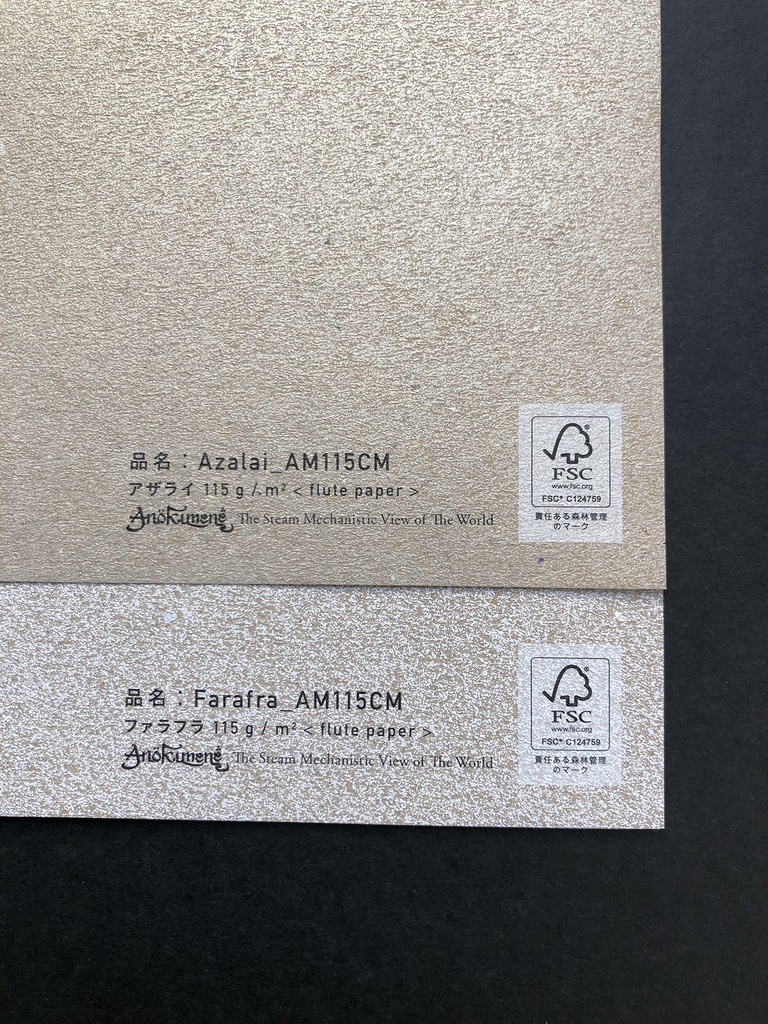 品名：Azalai_AM115CM
アザライ 115 g / m² < flute paper >
Anökumenē The Steam Mechanistic View of The World
FSC
www.fsc.org
FSC® C124759
責任ある森林管理
のマーク
品名：Farafra_AM115CM
ファラフラ 115 g / m² < flute paper >
Anökumenē The Steam Mechanistic View of The World
FSC
www.fsc.org
FSC® C124759
責任ある森林管理
のマーク